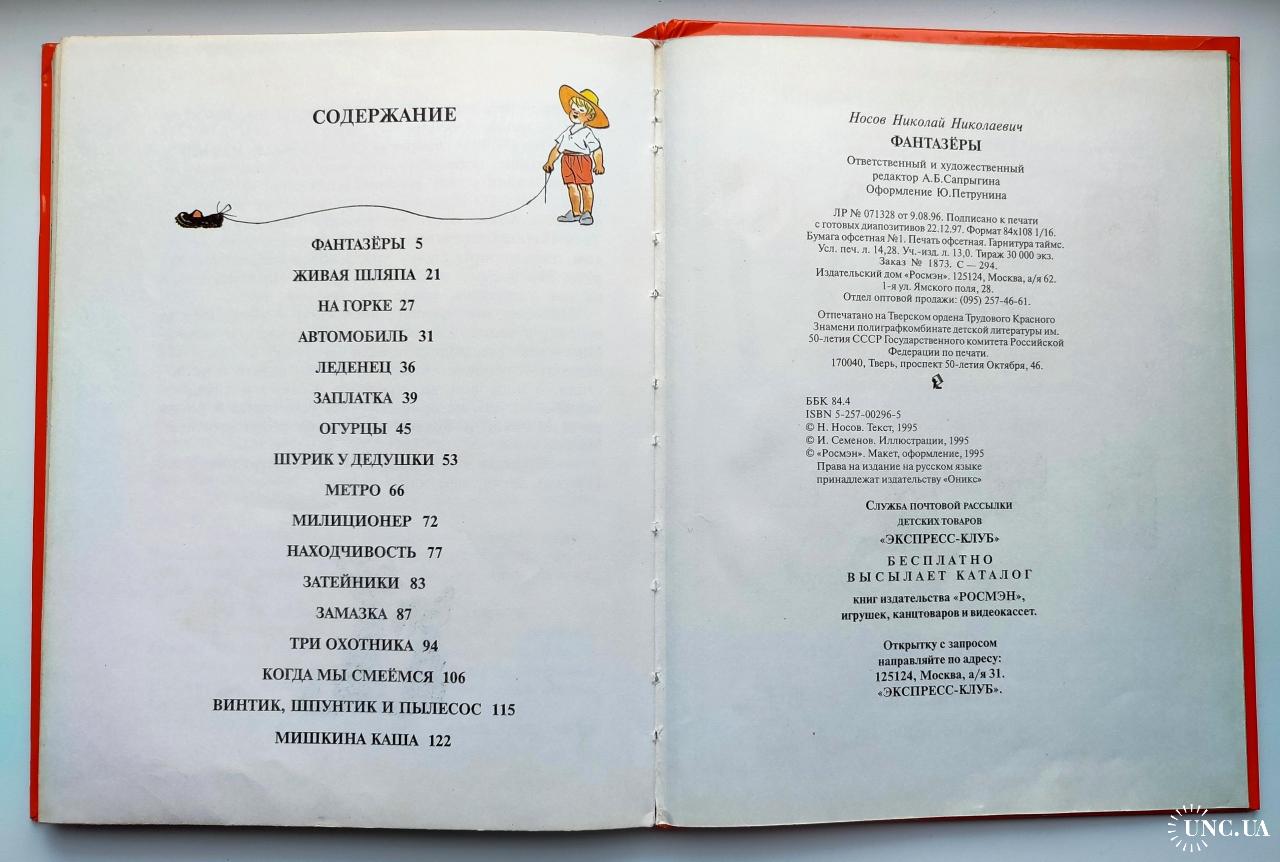 СОДЕРЖАНИЕ
ФАНТАЗЁРЫ 5
ЖИВАЯ ШЛЯПА 21
НА ГОРКЕ 27
АВТОМОБИЛЬ 31
ЛЕДЕНЕЦ 36
ЗАПЛАТКА 39
ОГУРЦЫ 45
ШУРИК У ДЕДУШКИ 53
МЕТРО 66
МИЛИЦИОНЕР 72
НАХОДЧИВОСТЬ 77
ЗАТЕЙНИКИ 83
ЗАМАЗКА 87
ТРИ ОХОТНИКА 94
КОГДА МЫ СМЕЁМСЯ 106
ВИНТИК, ШПУНТИК И ПЫЛЕСОС 115
МИШКИНА КАША 122
Носов Николай Николаевич
ФАНТАЗЁРЫ
Ответственный и художественный
редактор А.Б.Сапрыгина
Оформление Ю.Петрунина
ЛР № 071328 от 9.08.96. Подписано к печати
с готовых диапозитивов 22.12.97. Формат 84х108 1/16.
Бумага офсетная №1. Печать офсетная. Гарнитура таймс.
Усл. печ. л. 14,28. Уч.-изд. л. 13,0. Тираж 30 000 экз.
Заказ № 1873. С — 294.
Издательский дом «Росмэн». 125124, Москва, а/я 62.
1-я ул. Ямского поля, 28.
Отдел оптовой продажи: (095) 257-46-61.
Отпечатано на Тверском ордена Трудового Красного
Знамени полиграфкомбинате детской литературы им.
50-летия СССР Государственного комитета Российской
Федерации по печати.
170040, Тверь, проспект 50-летия Октября, 46.
ББК 84.4
ISBN 5-257-00296-5
© Н. Носов. Текст, 1995
© И. Семенов. Иллюстрации, 1995
© «Росмэн». Макет, оформление, 1995
Права на издание на русском языке
принадлежат издательству «Оникс»
Служба почтовой рассылки
детских товаров
«ЭКСПРЕСС-КЛУБ»
БЕСПЛАТНО
ВЫСЫЛАЕТ КАТАЛОГ
книг издательства «РОСМЭН»,
игрушек, канцтоваров и видеокассет.
Открытку с запросом
направляйте по адресу:
125124, Москва, а/я 31.
«ЭКСПРЕСС-КЛУБ».
UNC.UA